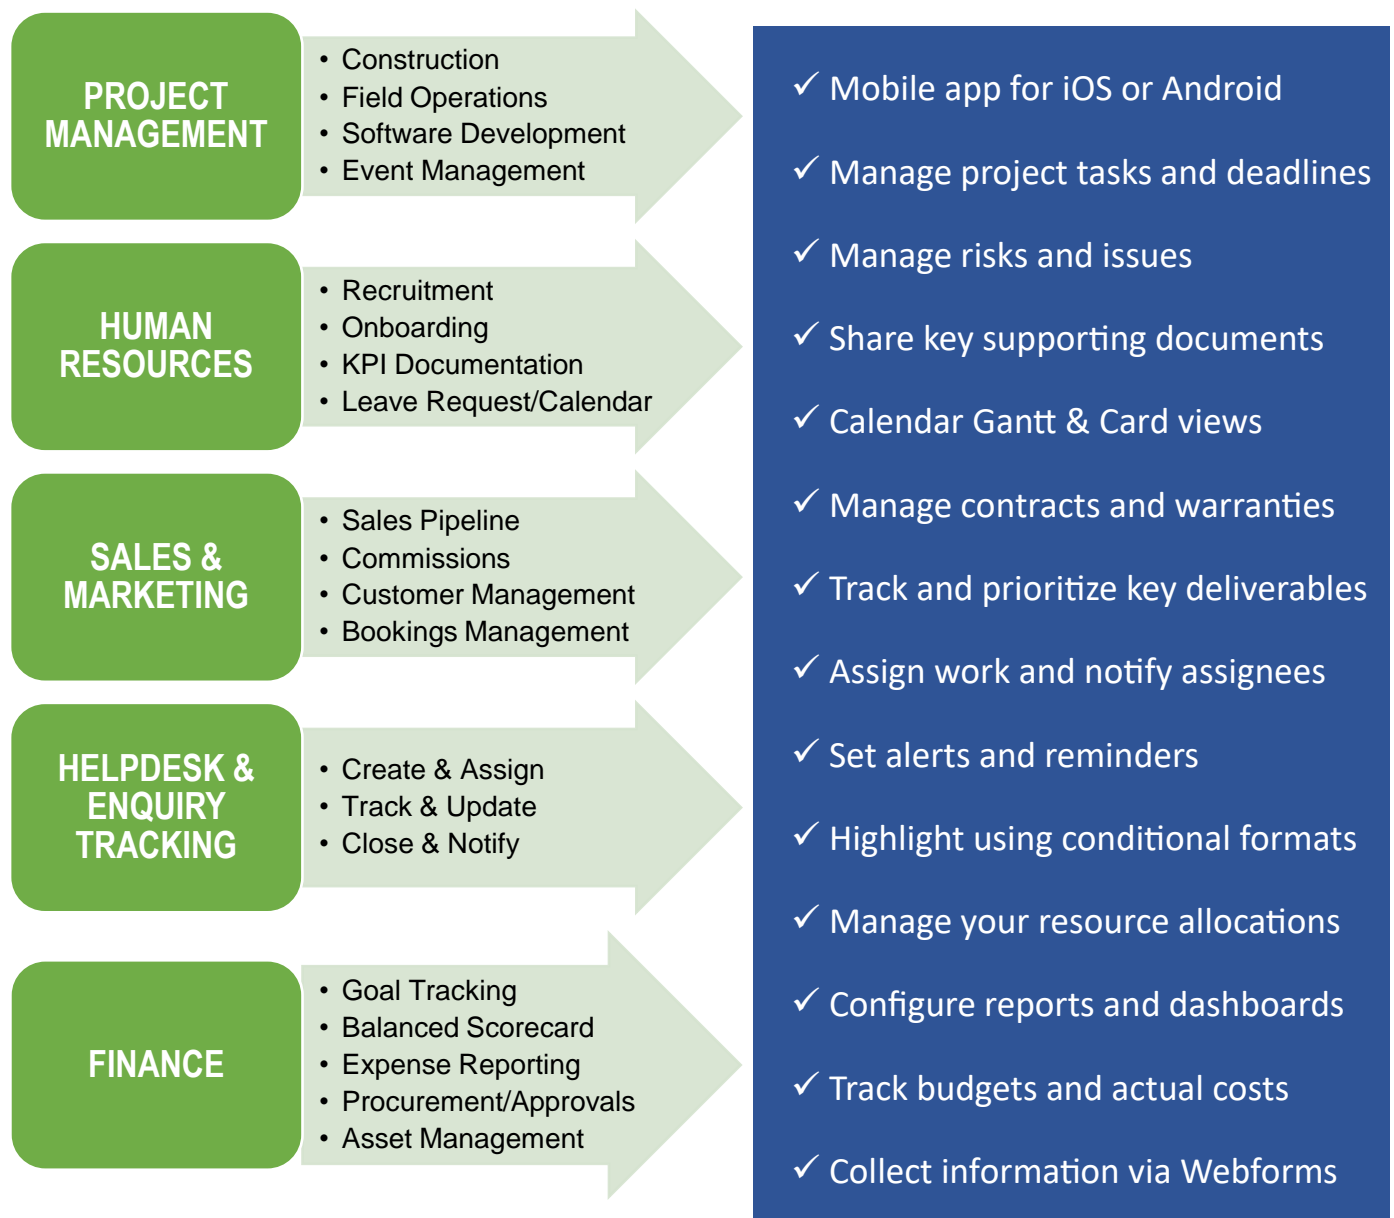 PROJECT
MANAGEMENT
• Construction
• Field Operations
• Software Development
• Event Management
HUMAN
RESOURCES
• Recruitment
• Onboarding
• KPI Documentation
• Leave Request/Calendar
SALES &
MARKETING
• Sales Pipeline
• Commissions
• Customer Management
• Bookings Management
HELPDESK &
ENQUIRY
TRACKING
• Create & Assign
• Track & Update
• Close & Notify
FINANCE
• Goal Tracking
• Balanced Scorecard
• Expense Reporting
• Procurement/Approvals
• Asset Management
✓ Mobile app for iOS or Android
✓ Manage project tasks and deadlines
✓ Manage risks and issues
✓ Share key supporting documents
✓ Calendar Gantt & Card views
✓ Manage contracts and warranties
✓ Track and prioritize key deliverables
✓ Assign work and notify assignees
✓ Set alerts and reminders
✓ Highlight using conditional formats
✓ Manage your resource allocations
✓ Configure reports and dashboards
✓ Track budgets and actual costs
✓ Collect information via Webforms